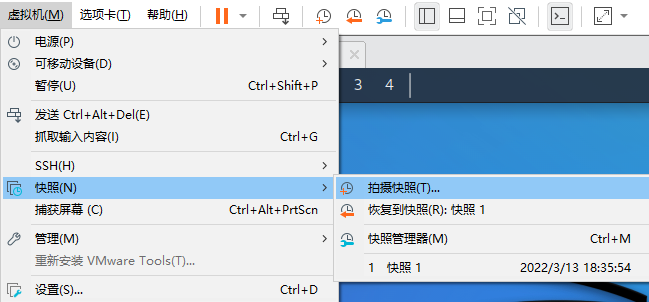 虚拟机(M) 选项卡(T) 帮助(H)
电源(P)
可移动设备(D)
暂停(U) Ctrl+Shift+P
3 4
发送 Ctrl+Alt+Del(E)
抓取输入内容(I) Ctrl+G
SSH(H)
快照(N)
拍摄快照(T)...
捕获屏幕 (C) Ctrl+Alt+PrtScn
恢复到快照(R): 快照 1
管理(M)
快照管理器(M) Ctrl+M
重新安装 VMware Tools(T)...
1 快照 1 2022/3/13 18:35:54
设置(S)... Ctrl+D